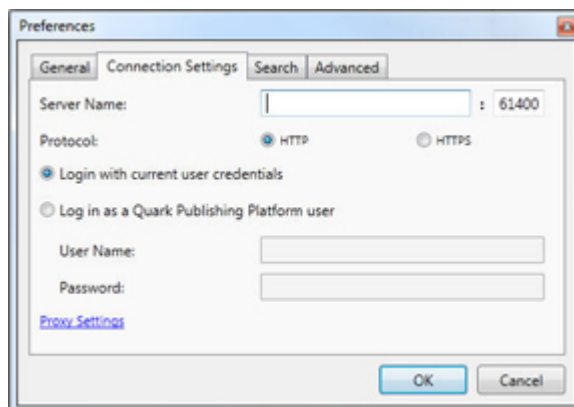 Preferences
General Connection Settings Search Advanced
Server Name: : 61400
Protocol: HTTP HTTPS
Login with current user credentials
Log in as a Quark Publishing Platform user
User Name:
Password:
Proxy Settings
OK Cancel